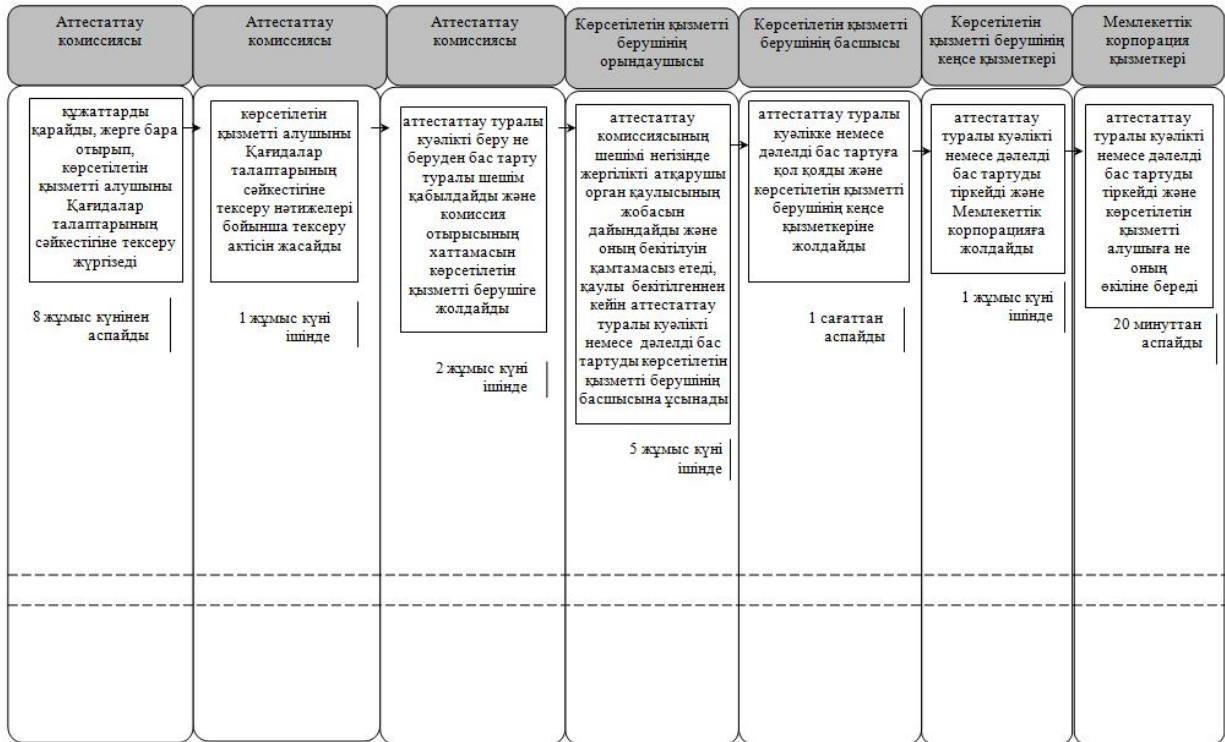 Аттестаттау
комиссиясы
Аттестаттау
комиссиясы
Аттестаттау
комиссиясы
Көрсетілетін қызметті
берушінің
орындаушысы
Көрсетілетін қызметті
берушінің басшысы
Көрсетілетін
қызметті берушінің
кеңсе қызметкері
Мемлекеттік
корпорация
қызметкері
құжаттарды
қарайды, жерге бара
отырып,
көрсетілетін
қызметті алушыны
Қағидалар
талаптарының
сәйкестігіне тексеру
жүргізеді
8 жұмыс күнінен
аспайды
көрсетілетін
қызметті алушыны
Қағидалар
талаптарының
сәйкестігіне
тексеру нәтижелері
бойынша тексеру
актісін жасайды
1 жұмыс күні
ішінде
аттестаттау туралы
куәлікті беру не
беруден бас тарту
туралы шешім
қабылдайды және
комиссия
отырысының
хаттамасын
көрсетілетін
қызметті берушіге
жолдайды
2 жұмыс күні
ішінде
аттестаттау
комиссиясының
шешімі негізінде
жергілікті атқарушы
орган қаулысының
жобасын
дайындайды және
оның бекітілуін
қамтамасыз етеді,
қаулы бекітілгеннен
кейін аттестаттау
туралы куәлікті
немесе дәлелді бас
тартуды көрсетілетін
қызметті берушінің
басшысына ұсынады
5 жұмыс күні
ішінде
аттестаттау туралы
куәлікке немесе
дәлелді бас тартуға
қол қояды және
көрсетілетін қызметті
берушінің кеңсе
қызметкеріне
жолдайды
1 сағаттан
аспайды
аттестаттау
туралы куәлікті
немесе дәлелді
бас тартуды
тіркейді және
Мемлекеттік
корпорацияға
жолдайды
1 жұмыс күні
ішінде
аттестаттау
туралы куәлікті
немесе дәлелді
бас тартуды
тіркейді және
көрсетілетін
қызметті
алушыға не
оның
өкіліне береді
20 минуттан
аспайды